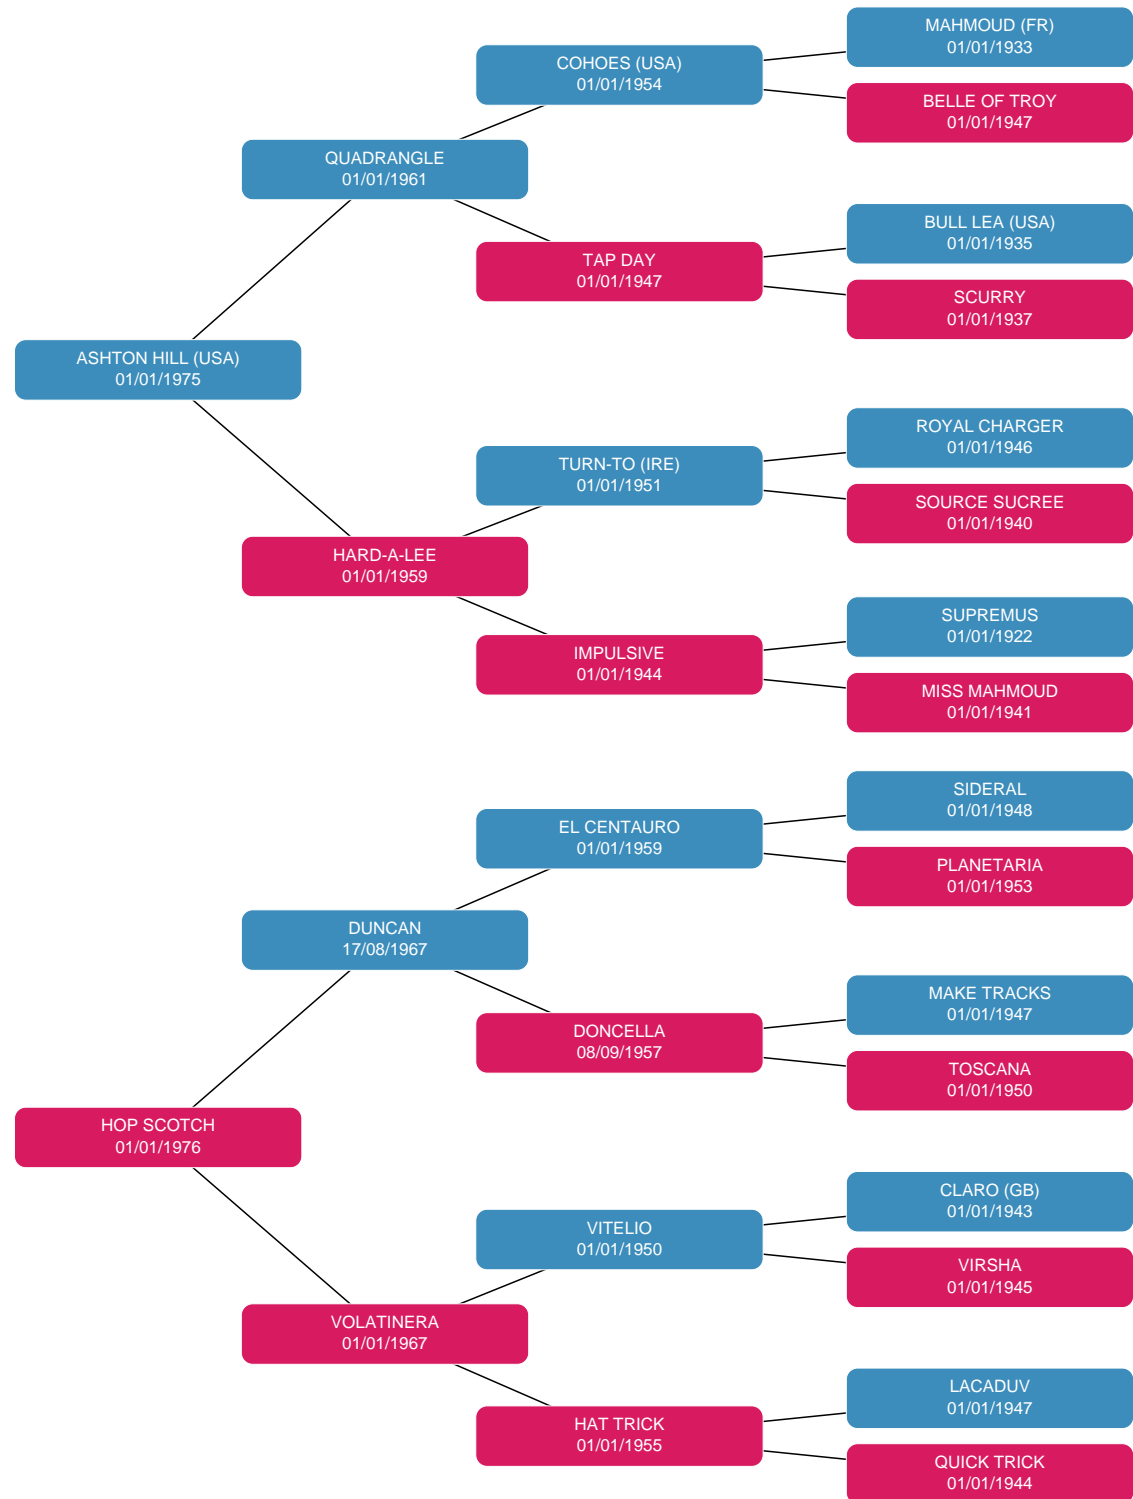 MAHMOUD (FR)
01/01/1933
COHOES (USA)
01/01/1954
BELLE OF TROY
01/01/1947
QUADRANGLE
01/01/1961
BULL LEA (USA)
01/01/1935
TAP DAY
01/01/1947
SCURRY
01/01/1937
ASHTON HILL (USA)
01/01/1975
ROYAL CHARGER
01/01/1946
TURN-TO (IRE)
01/01/1951
SOURCE SUCREE
01/01/1940
HARD-A-LEE
01/01/1959
SUPREMUS
01/01/1922
IMPULSIVE
01/01/1944
MISS MAHMOUD
01/01/1941
SIDERAL
01/01/1948
EL CENTAURO
01/01/1959
PLANETARIA
01/01/1953
DUNCAN
17/08/1967
MAKE TRACKS
01/01/1947
DONCELLA
08/09/1957
TOSCANA
01/01/1950
HOP SCOTCH
01/01/1976
CLARO (GB)
01/01/1943
VITELIO
01/01/1950
VIRSHA
01/01/1945
VOLATINERA
01/01/1967
LACADUV
01/01/1947
HAT TRICK
01/01/1955
QUICK TRICK
01/01/1944